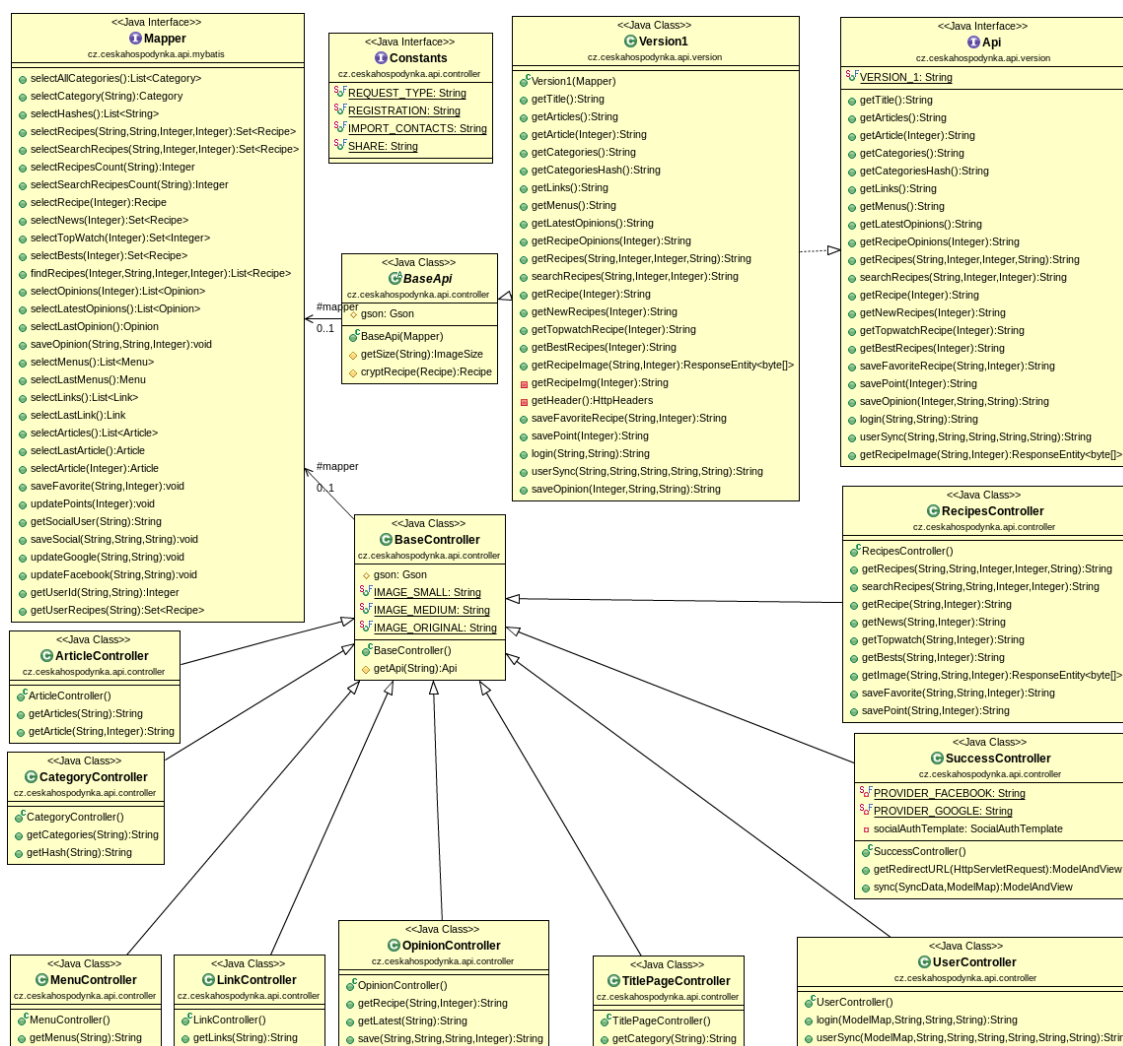 <<Java Interface>>
Mapper
cz.ceskahospodynka.api.mybatis
selectAllCategories():List<Category>
selectCategory(String):Category
selectHashes():List<String>
selectRecipes(String,String,Integer,Integer):Set<Recipe>
selectSearchRecipes(String,Integer,Integer):Set<Recipe>
selectRecipesCount(String):Integer
selectSearchRecipesCount(String):Integer
selectRecipe(Integer):Recipe
selectNews(Integer):Set<Recipe>
selectTopWatch(Integer):Set<Integer>
selectBests(Integer):Set<Recipe>
findRecipes(Integer,String,Integer,Integer):List<Recipe>
selectOpinions(Integer):List<Opinion>
selectLatestOpinions():List<Opinion>
selectLastOpinion():Opinion
saveOpinion(String,String,Integer):void
selectMenus():List<Menu>
selectLastMenus():Menu
selectLinks():List<Link>
selectLastLink():Link
selectArticles():List<Article>
selectLastArticle():Article
selectArticle(Integer):Article
saveFavorite(String,Integer):void
updatePoints(Integer):void
getSocialUser(String):String
saveSocial(String,String,String):void
updateGoogle(String,String):void
updateFacebook(String,String):void
getUserId(String,String):Integer
getUserRecipes(String):Set<Recipe>
<<Java Interface>>
Constants
cz.ceskahospodynka.api.controller
REQUEST_TYPE: String
REGISTRATION: String
IMPORT_CONTACTS: String
SHARE: String
<<Java Class>>
Version1
cz.ceskahospodynka.api.version
Version1(Mapper)
getTitle():String
getArticles():String
getArticle(Integer):String
getCategories():String
getCategoriesHash():String
getLinks():String
getMenus():String
getLatestOpinions():String
getRecipeOpinions(Integer):String
getRecipes(String,Integer,Integer,String):String
searchRecipes(String,Integer,Integer):String
getRecipe(Integer):String
getNewRecipes(Integer):String
getTopwatchRecipe(Integer):String
getBestRecipes(Integer):String
getRecipeImage(String,Integer):ResponseEntity<byte[]>
getRecipeImg(Integer):String
getHeader():HttpHeaders
saveFavoriteRecipe(String,Integer):String
savePoint(Integer):String
login(String,String):String
userSync(String,String,String,String,String):String
saveOpinion(Integer,String,String):String
<<Java Interface>>
Api
cz.ceskahospodynka.api.version
VERSION_1: String
getTitle():String
getArticles():String
getArticle(Integer):String
getCategories():String
getCategoriesHash():String
getLinks():String
getMenus():String
getLatestOpinions():String
getRecipeOpinions(Integer):String
getRecipes(String,Integer,Integer,String):String
searchRecipes(String,Integer,Integer):String
getRecipe(Integer):String
getNewRecipes(Integer):String
getTopwatchRecipe(Integer):String
getBestRecipes(Integer):String
saveFavoriteRecipe(String,Integer):String
savePoint(Integer):String
saveOpinion(Integer,String,String):String
login(String,String):String
userSync(String,String,String,String,String):String
getRecipeImage(String,Integer):ResponseEntity<byte[]>
<<Java Class>>
BaseApi
cz.ceskahospodynka.api.controller
gson: Gson
BaseApi(Mapper)
getSize(String):ImageSize
cryptRecipe(Recipe):Recipe
#mapper
0..1
#mapper
0..1
<<Java Class>>
BaseController
cz.ceskahospodynka.api.controller
gson: Gson
IMAGE_SMALL: String
IMAGE_MEDIUM: String
IMAGE_ORIGINAL: String
BaseController()
getApi(String):Api
<<Java Class>>
RecipesController
cz.ceskahospodynka.api.controller
RecipesController()
getRecipes(String,String,Integer,Integer,String):String
searchRecipes(String,String,Integer,Integer):String
getRecipe(String,Integer):String
getNews(String,Integer):String
getTopwatch(String,Integer):String
getBests(String,Integer):String
getImage(String,String,Integer):ResponseEntity<byte[]>
saveFavorite(String,String,Integer):String
savePoint(String,Integer):String
<<Java Class>>
ArticleController
cz.ceskahospodynka.api.controller
ArticleController()
getArticles(String):String
getArticle(String,Integer):String
<<Java Class>>
CategoryController
cz.ceskahospodynka.api.controller
CategoryController()
getCategories(String):String
getHash(String):String
<<Java Class>>
SuccessController
cz.ceskahospodynka.api.controller
PROVIDER_FACEBOOK: String
PROVIDER_GOOGLE: String
socialAuthTemplate: SocialAuthTemplate
SuccessController()
getRedirectURL(HttpServletRequest):ModelAndView
sync(SyncData,ModelMap):ModelAndView
<<Java Class>>
MenuController
cz.ceskahospodynka.api.controller
MenuController()
getMenus(String):String
<<Java Class>>
LinkController
cz.ceskahospodynka.api.controller
LinkController()
getLinks(String):String
<<Java Class>>
OpinionController
cz.ceskahospodynka.api.controller
OpinionController()
getRecipe(String,Integer):String
getLatest(String):String
save(String,String,String,Integer):String
<<Java Class>>
TitlePageController
cz.ceskahospodynka.api.controller
TitlePageController()
getCategory(String):String
<<Java Class>>
UserController
cz.ceskahospodynka.api.controller
UserController()
login(ModelMap,String,String,String):String
userSync(ModelMap,String,String,String,String,String,String):Strin